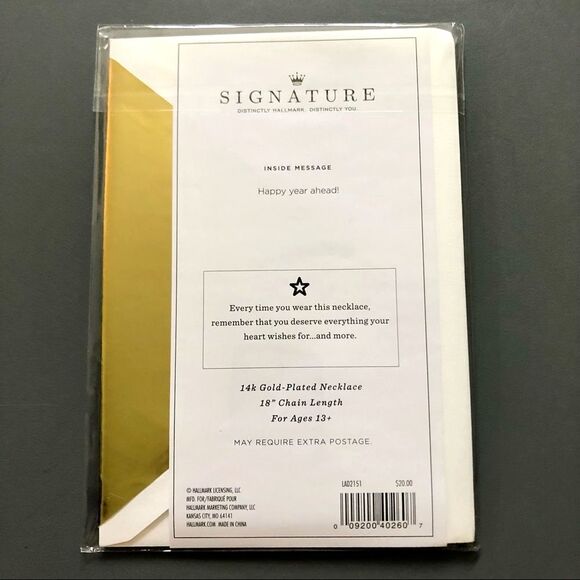 SIGNATURE
DISTINCTLY HALLMARK. DISTINCTLY YOU.
INSIDE MESSAGE
Happy year ahead!
Every time you wear this necklace,
remember that you deserve everything your
heart wishes for...and more.
14k Gold-Plated Necklace
18" Chain Length
For Ages 13+
MAY REQUIRE EXTRA POSTAGE.
© HALLMARK LICENSING, LLC
MFD. FOR/FABRIQUÉ POUR
HALLMARK MARKETING COMPANY, LLC
KANSAS CITY, MO 64141
HALLMARK.COM MADE IN CHINA
LAD2151 $20.00
0 09200 40260 7